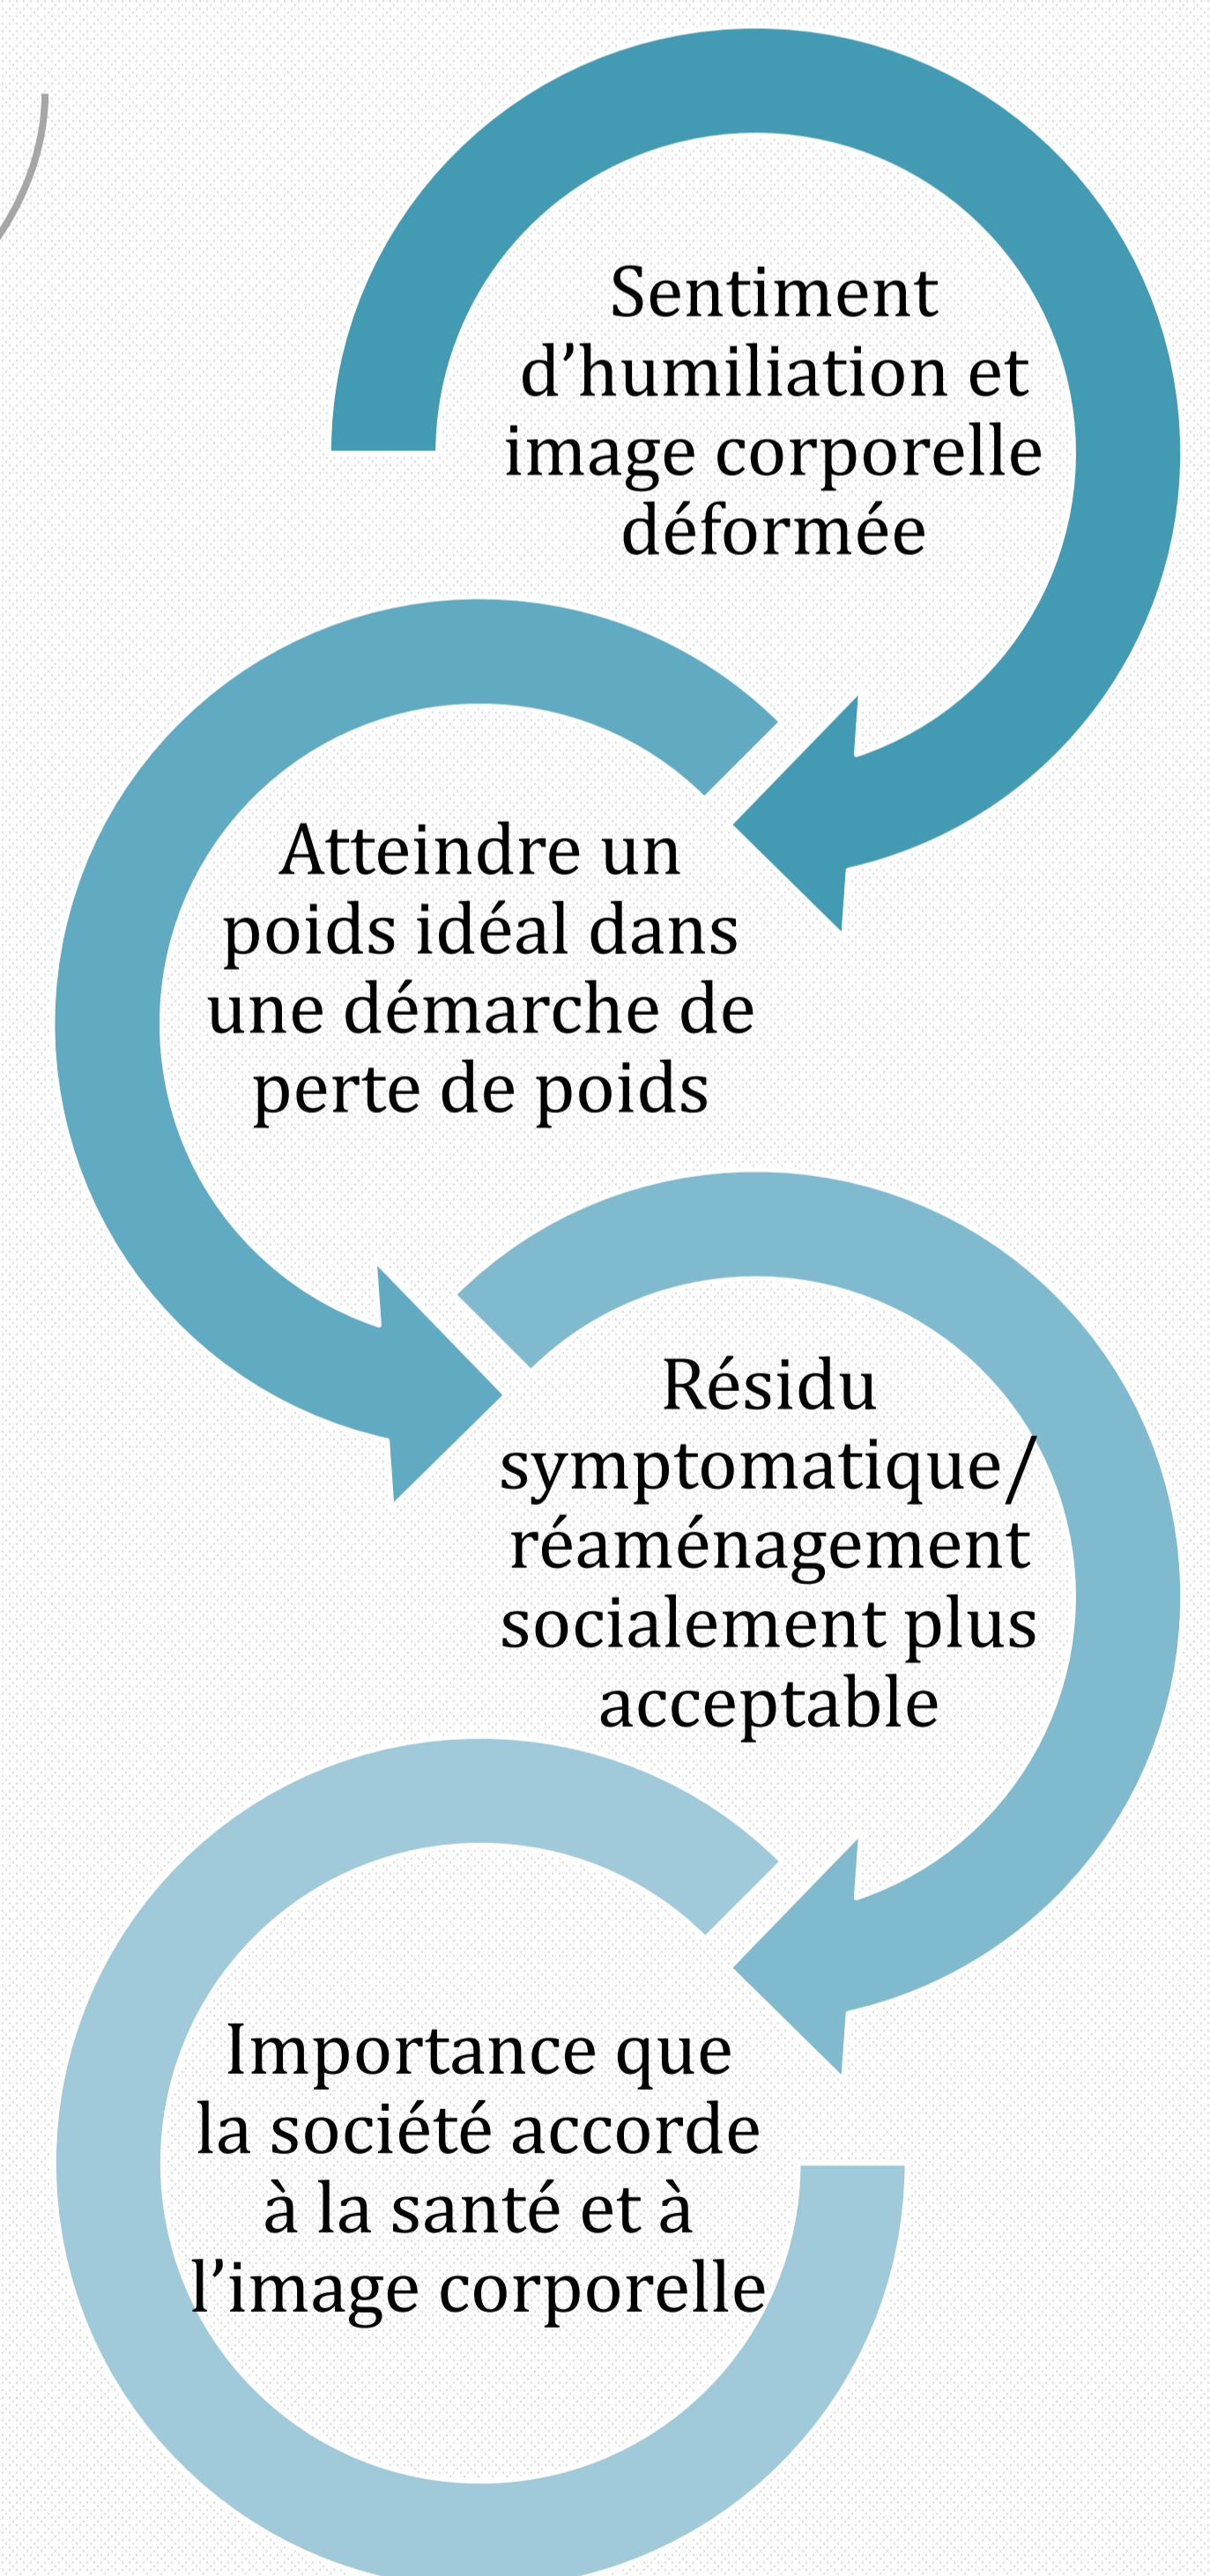 Sentiment
d’humiliation et
image corporelle
déformée
Atteindre un
poids idéal dans
une démarche de
perte de poids
Résidu
symptomatique/
réaménagement
socialement plus
acceptable
Importance que
la société accorde
à la santé et à
l’image corporelle